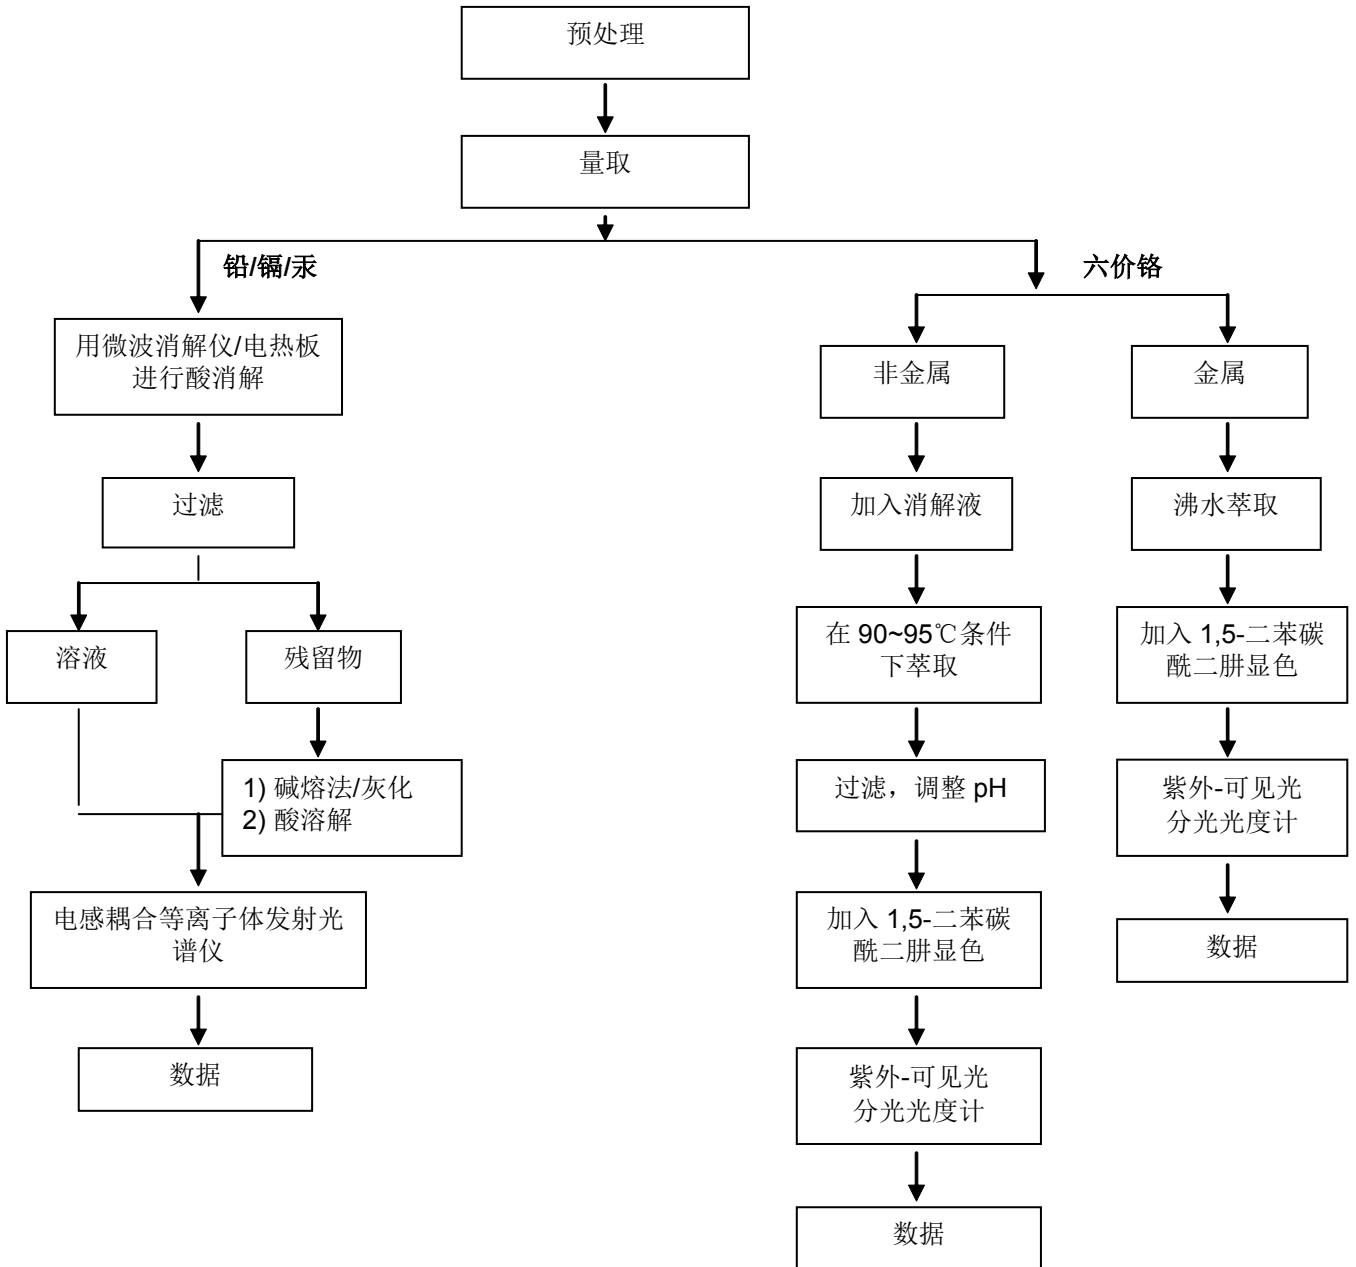 预处理
量取
铅/镉/汞
六价铬
用微波消解仪/电热板
进行酸消解
非金属
金属
过滤
加入消解液
沸水萃取
溶液
残留物
在 90~95℃条件
下萃取
加入 1,5-二苯碳
酰二肼显色
1) 碱熔法/灰化
2) 酸溶解
过滤，调整 pH
紫外-可见光
分光光度计
电感耦合等离子体发射光
谱仪
加入 1,5-二苯碳
酰二肼显色
数据
数据
紫外-可见光
分光光度计
数据